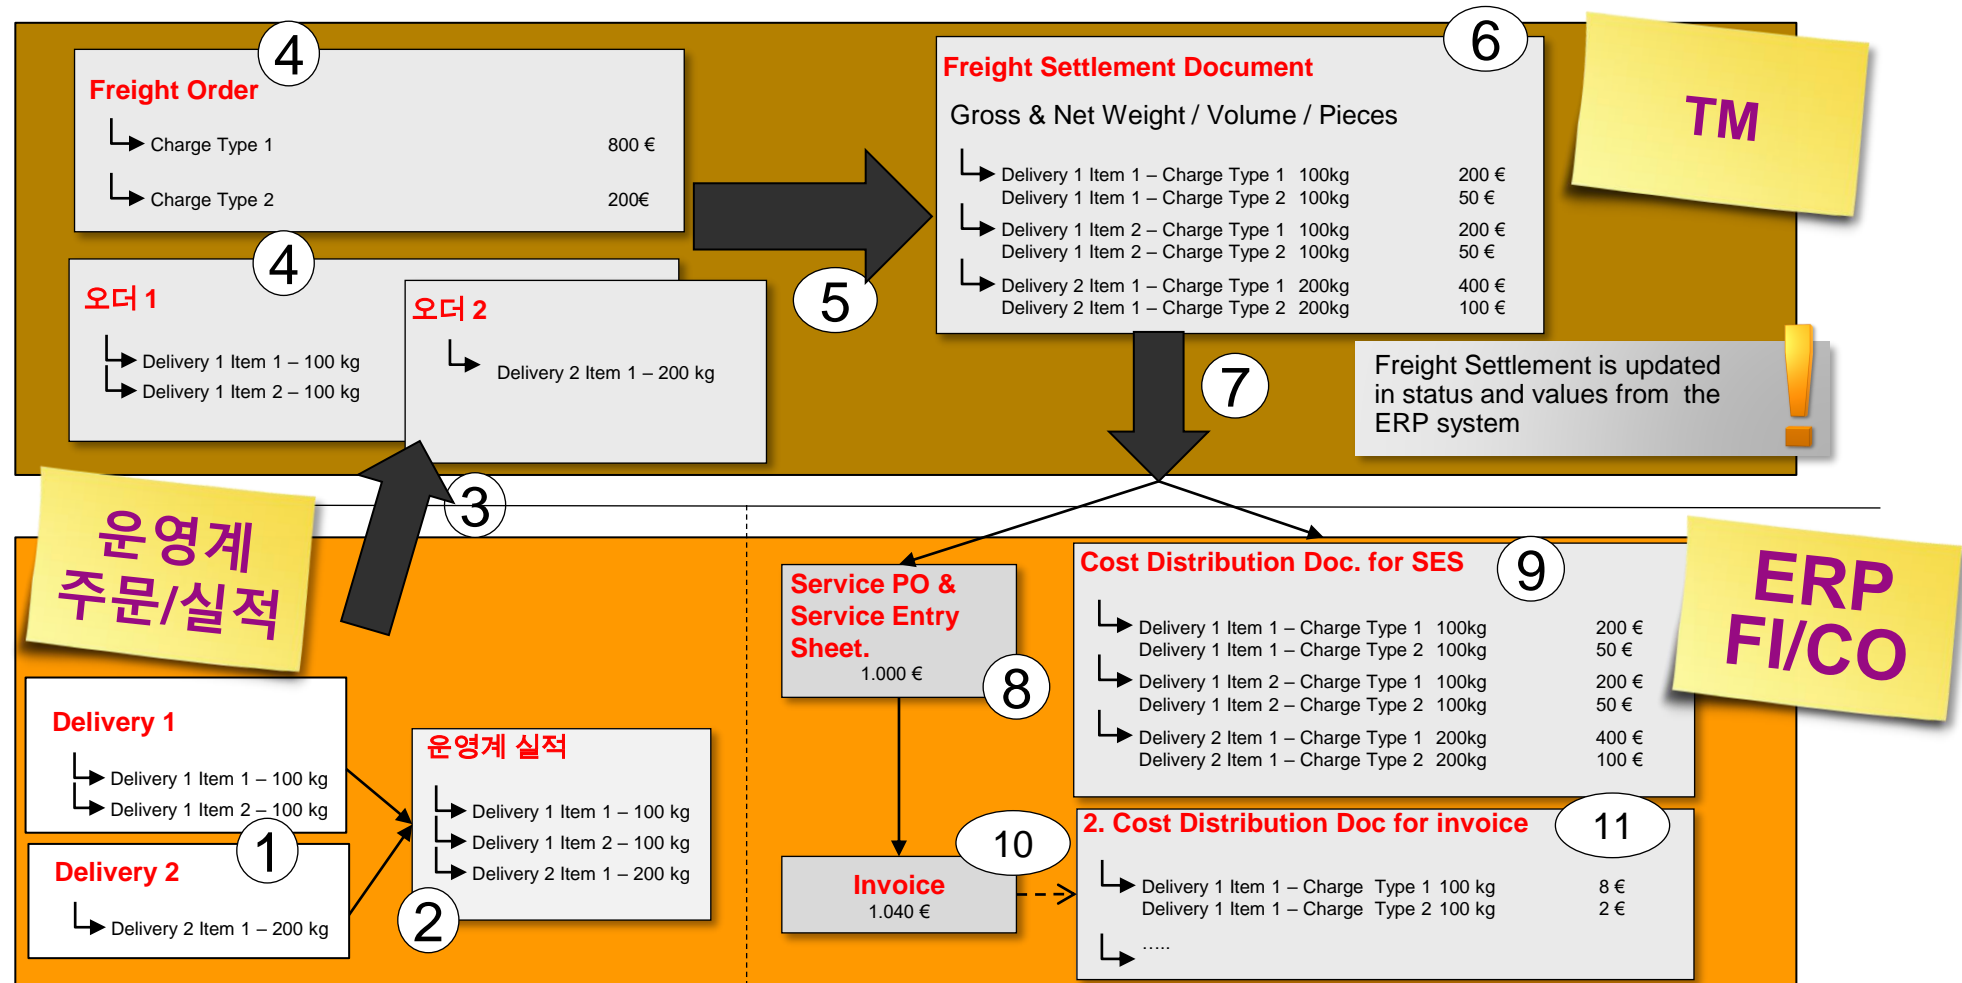 4
Freight Order
Charge Type 1 800 €
Charge Type 2 200€
4
오더 1
Delivery 1 Item 1 – 100 kg
Delivery 1 Item 2 – 100 kg
오더 2
Delivery 2 Item 1 – 200 kg
5
6
Freight Settlement Document
Gross & Net Weight / Volume / Pieces
Delivery 1 Item 1 – Charge Type 1 100kg 200 €
Delivery 1 Item 1 – Charge Type 2 100kg 50 €
Delivery 1 Item 2 – Charge Type 1 100kg 200 €
Delivery 1 Item 2 – Charge Type 2 100kg 50 €
Delivery 2 Item 1 – Charge Type 1 200kg 400 €
Delivery 2 Item 1 – Charge Type 2 200kg 100 €
TM
7
Freight Settlement is updated
in status and values from the
ERP system
!
3
운영계
주문/실적
Delivery 1
Delivery 1 Item 1 – 100 kg
Delivery 1 Item 2 – 100 kg
1
Delivery 2
Delivery 2 Item 1 – 200 kg
운영계 실적
Delivery 1 Item 1 – 100 kg
Delivery 1 Item 2 – 100 kg
Delivery 2 Item 1 – 200 kg
2
Service PO &
Service Entry
Sheet.
1.000 €
8
Cost Distribution Doc. for SES
9
Delivery 1 Item 1 – Charge Type 1 100kg 200 €
Delivery 1 Item 1 – Charge Type 2 100kg 50 €
Delivery 1 Item 2 – Charge Type 1 100kg 200 €
Delivery 1 Item 2 – Charge Type 2 100kg 50 €
Delivery 2 Item 1 – Charge Type 1 200kg 400 €
Delivery 2 Item 1 – Charge Type 2 200kg 100 €
ERP
FI/CO
Invoice
1.040 €
10
2. Cost Distribution Doc for invoice
11
Delivery 1 Item 1 – Charge Type 1 100 kg 8 €
Delivery 1 Item 1 – Charge Type 2 100 kg 2 €
…..